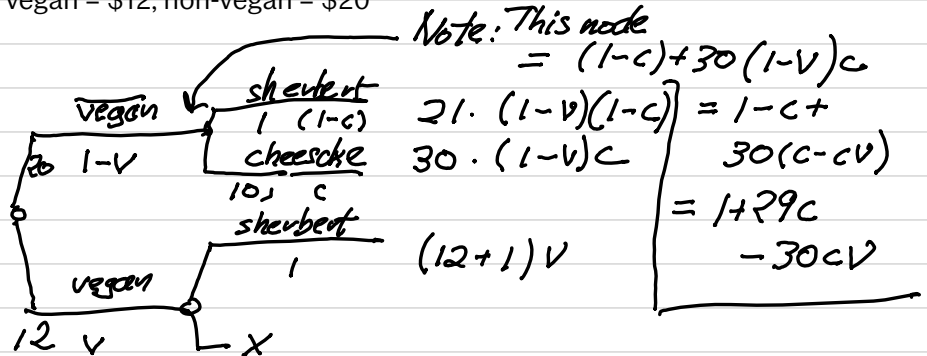 vegan = $12, non-vegan = $20
Note: This node
= (1-c)+30(1-V)c
vegan
sherbert
1 (1-c)
21. (1-v)(1-c)
= 1-c+
20 1-V
cheescke
30 · (1-v)c
30(c-cv)
10, c
sherbert
= 1+29c
1
(12+1)v
- 30cv
vegan
12 v
X